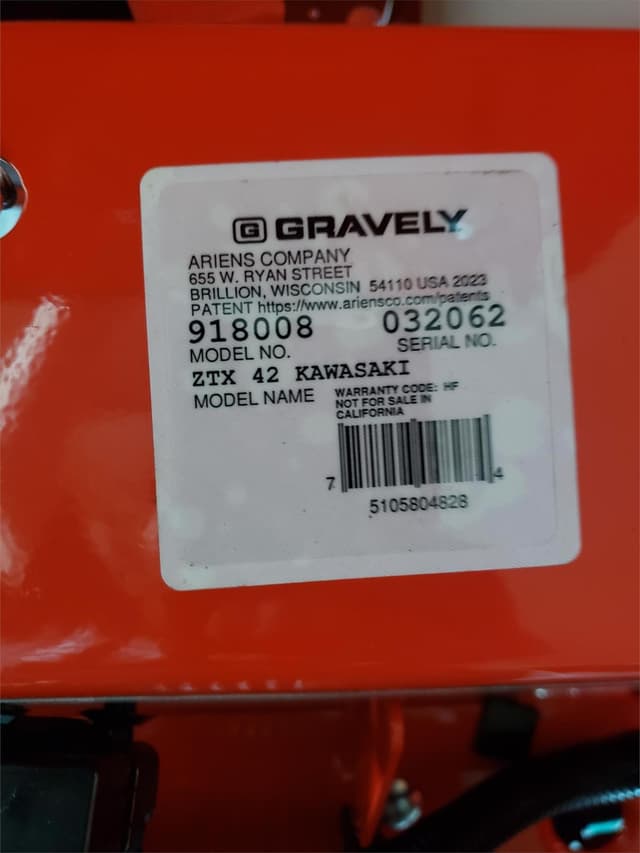 G GRAVELY
ARIENS COMPANY
655 W. RYAN STREET
BRILLION, WISCONSIN 54110 USA 2023
PATENT https://www.ariensco.com/patents
918008 032062
MODEL NO. SERIAL NO.
ZTX 42 KAWASAKI
MODEL NAME WARRANTY CODE: HF
NOT FOR SALE IN
CALIFORNIA
7 5105804828 4